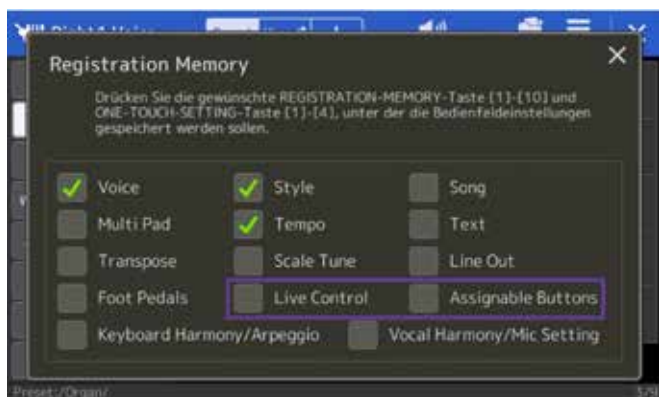 Registration Memory
Drücken Sie die gewünschte REGISTRATION-MEMORY-Taste [1]-[10] und
ONE-TOUCH-SETTING-Taste [1]-[4], unter der die Bedienfeldeinstellungen
gespeichert werden sollen.
Voice Style Song
Multi Pad Tempo Text
Transpose Scale Tune Line Out
Foot Pedals Live Control Assignable Buttons
Keyboard Harmony/Arpeggio Vocal Harmony/Mic Setting
Preset:/Organ/